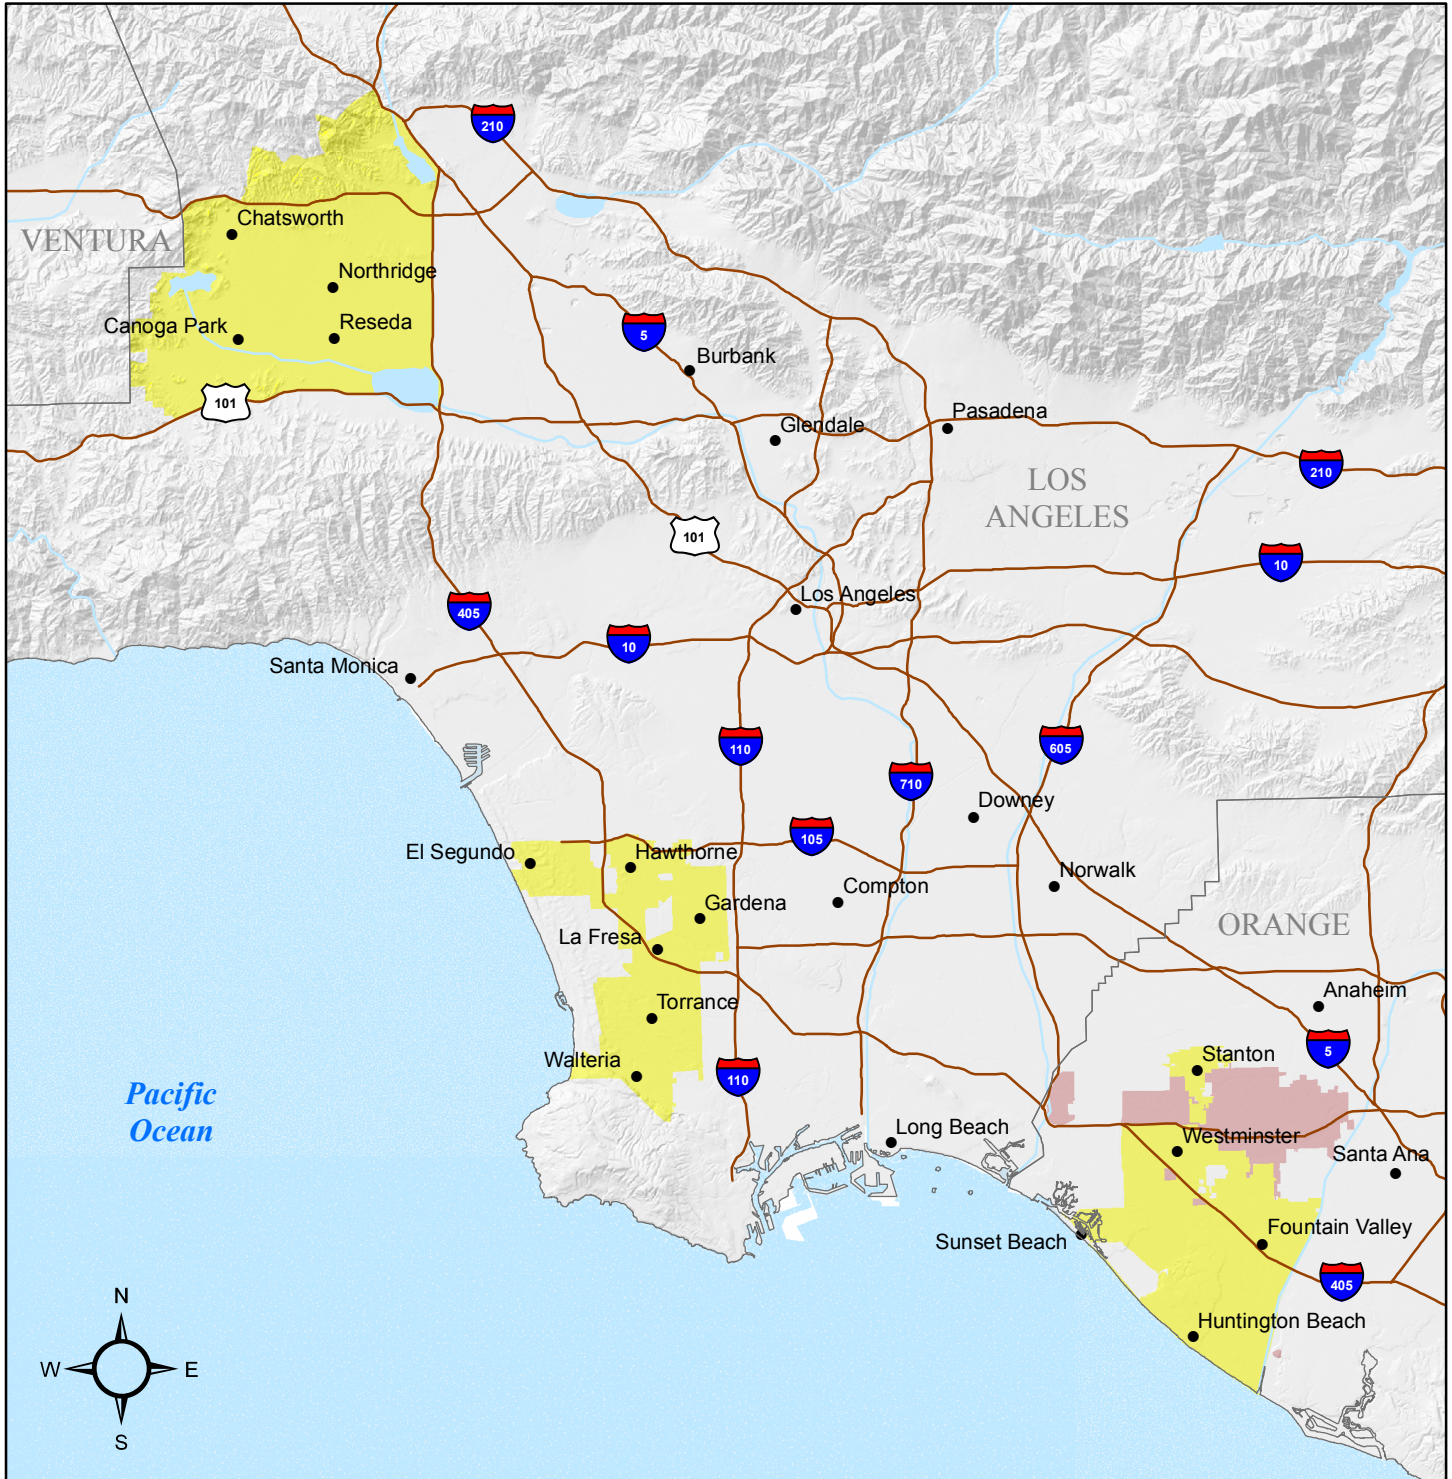 210
Chatsworth
VENTURA
Northridge
Canoga Park
Reseda
5
Burbank
101
Pasadena
Glendale
210
LOS
ANGELES
101
10
Los Angeles
405
10
Santa Monica
110
605
710
Downey
105
El Segundo
Hawthorne
Norwalk
Compton
Gardena
ORANGE
La Fresa
Anaheim
Torrance
5
Stanton
Walteria
110
Pacific
Ocean
Long Beach
Westminster
Santa Ana
Fountain Valley
Sunset Beach
405
N
Huntington Beach
W
E
S